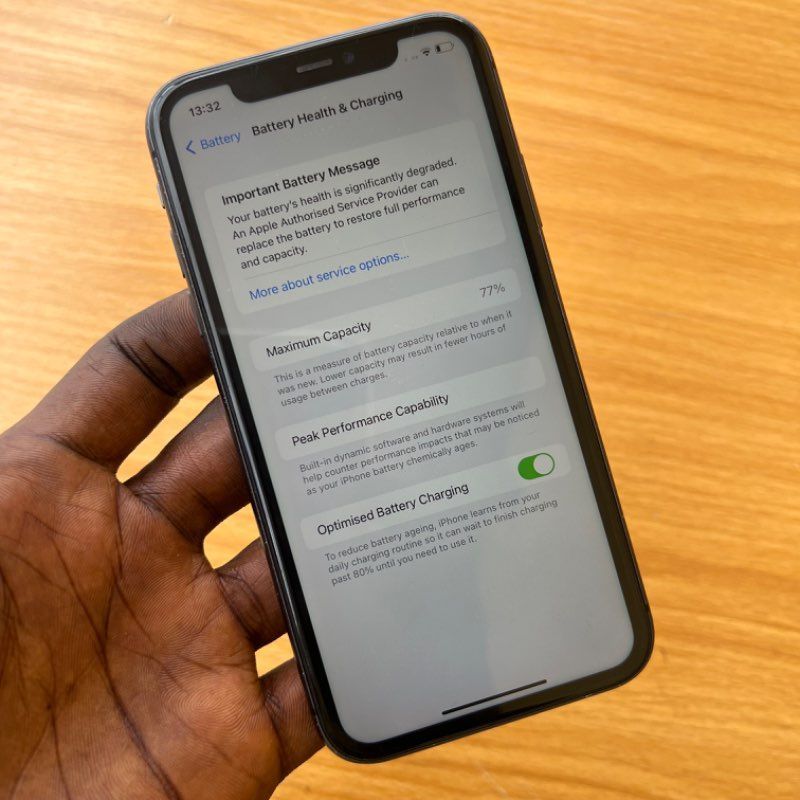 13:32
Battery
Battery Health & Charging
Important Battery Message
Your battery's health is significantly degraded.
An Apple Authorised Service Provider can
replace the battery to restore full performance
and capacity.
More about service options...
Maximum Capacity
77%
This is a measure of battery capacity relative to when it
was new. Lower capacity may result in fewer hours of
usage between charges.
Peak Performance Capability
Built-in dynamic software and hardware systems will
help counter performance impacts that may be noticed
as your iPhone battery chemically ages.
Optimised Battery Charging
To reduce battery ageing, iPhone learns from your
daily charging routine so it can wait to finish charging
past 80% until you need to use it.